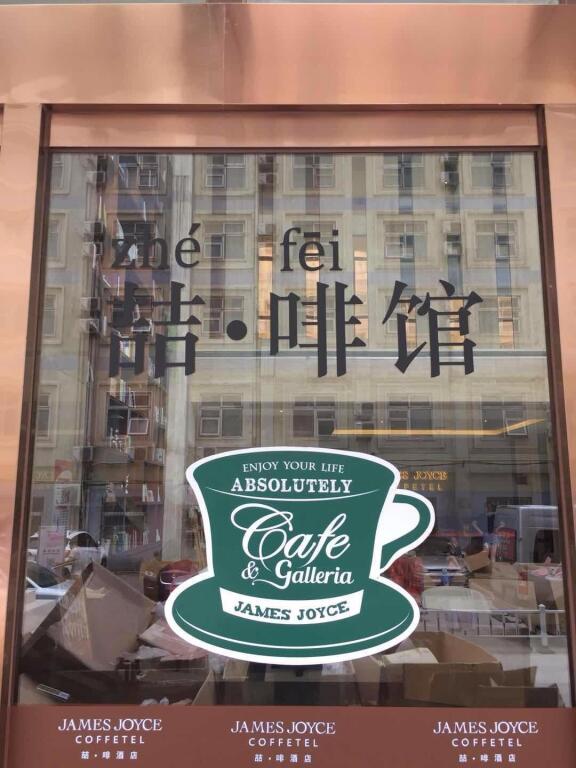 zhé fēi
喆·啡馆
ENJOY YOUR LIFE
ABSOLUTELY
Cafe
& Galleria
JAMES JOYCE
JAMES JOYCE
COFFETEL
喆·啡酒店
JAMES JOYCE
COFFETEL
喆·啡酒店
JAMES JOYCE
COFFETEL
喆·啡酒店